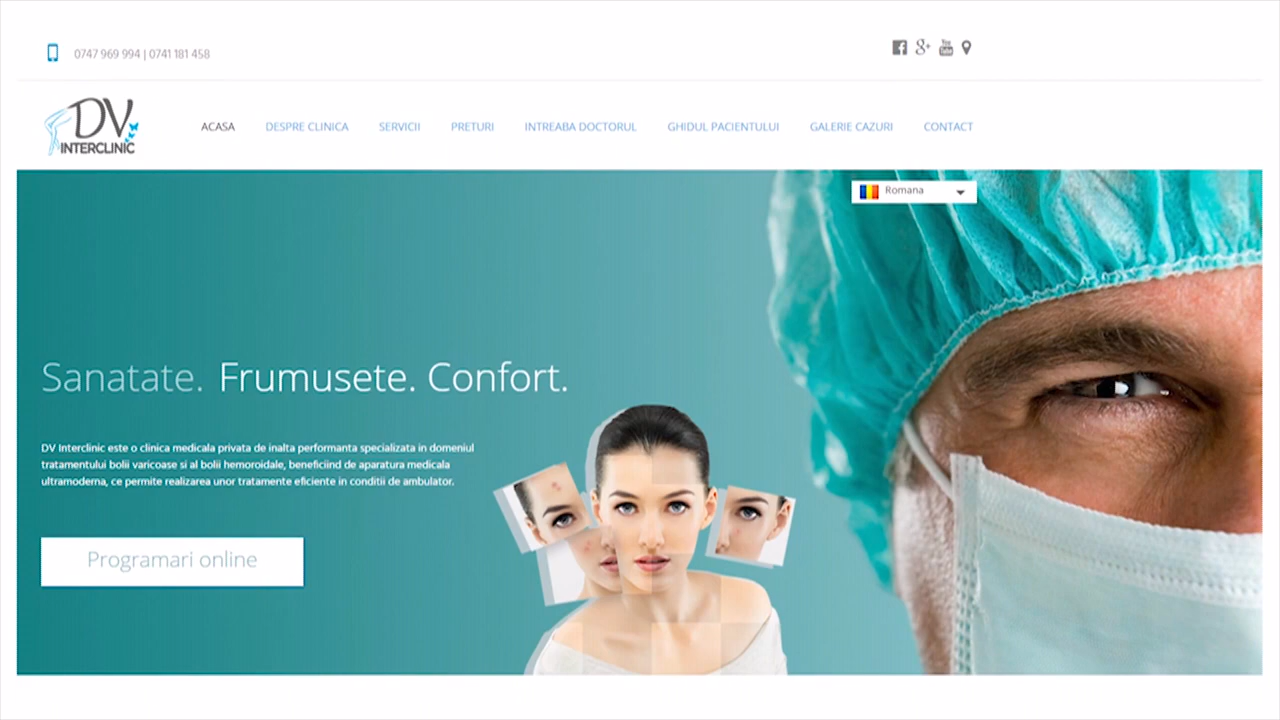 0747 969 994 | 0741 181 458
g+
You Tube
DV
INTERCLINIC
ACASA DESPRE CLINICA SERVICII PRETURI INTREABA DOCTORUL GHIDUL PACIENTULUI GALERIE CAZURI CONTACT
Romana
Sanatate. Frumusete. Confort.
DV Interclinic este o clinica medicala privata de inalta performanta specializata in domeniul
tratamentului bolii varicoase si al bolii hemoroidale, beneficiind de aparatura medicala
ultramoderna, ce permite realizarea unor tratamente eficiente in conditii de ambulator.
Programari online